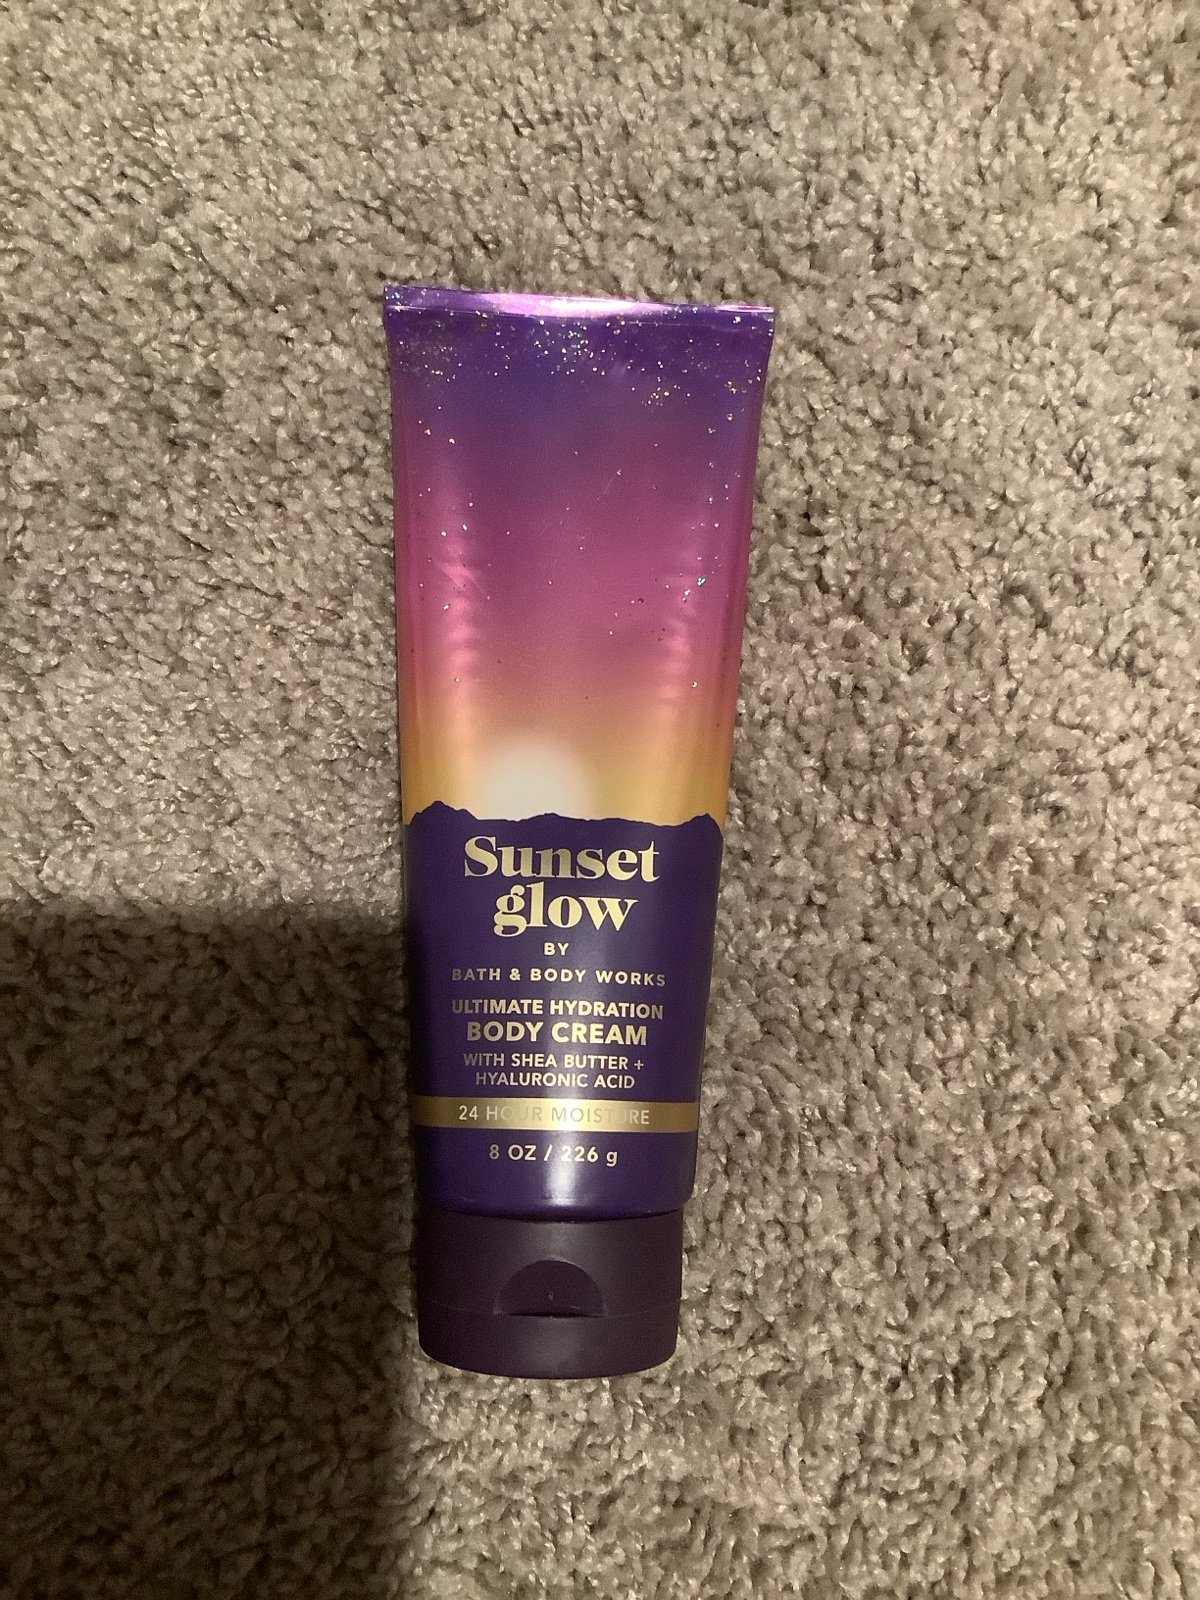 Sunset
glow
BY
BATH & BODY WORKS
ULTIMATE HYDRATION
BODY CREAM
WITH SHEA BUTTER +
HYALURONIC ACID
24 HOUR MOISTURE
8 OZ / 226 g